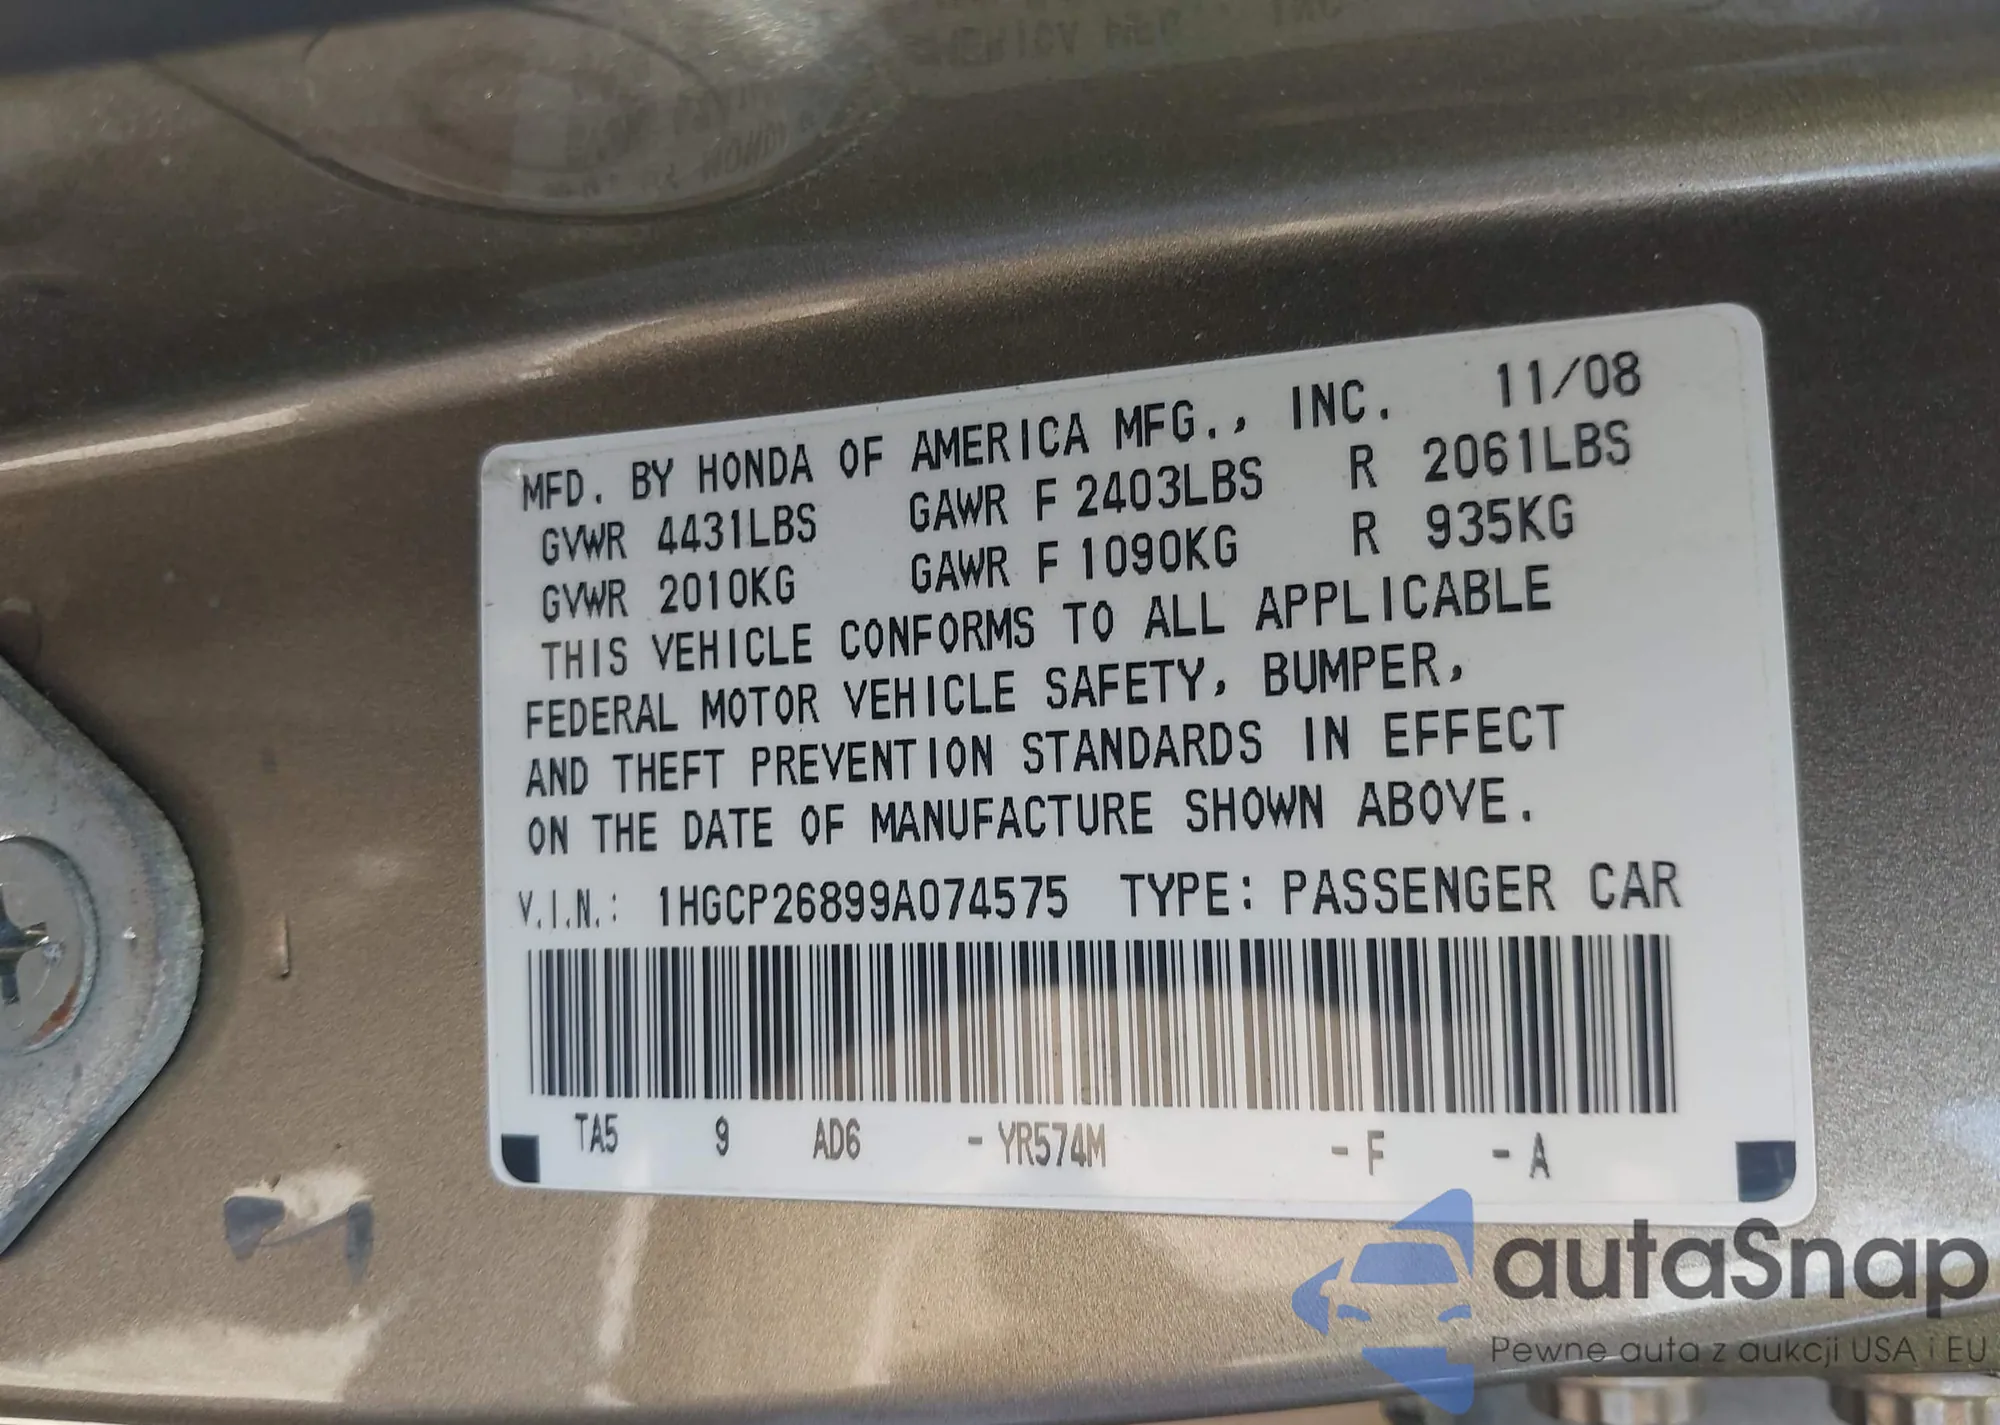 MFD. BY HONDA OF AMERICA MFG., INC. 11/08
GVWR 4431LBS GAWR F 2403LBS R 2061LBS
GVWR 2010KG GAWR F 1090KG R 935KG
THIS VEHICLE CONFORMS TO ALL APPLICABLE
FEDERAL MOTOR VEHICLE SAFETY, BUMPER,
AND THEFT PREVENTION STANDARDS IN EFFECT
ON THE DATE OF MANUFACTURE SHOWN ABOVE.
V.I.N.: 1HGCP26899A074575 TYPE: PASSENGER CAR
TA5 9 AD6 - YR574M - F - A
autaSnap
Pewne auta z aukcji USA i EU